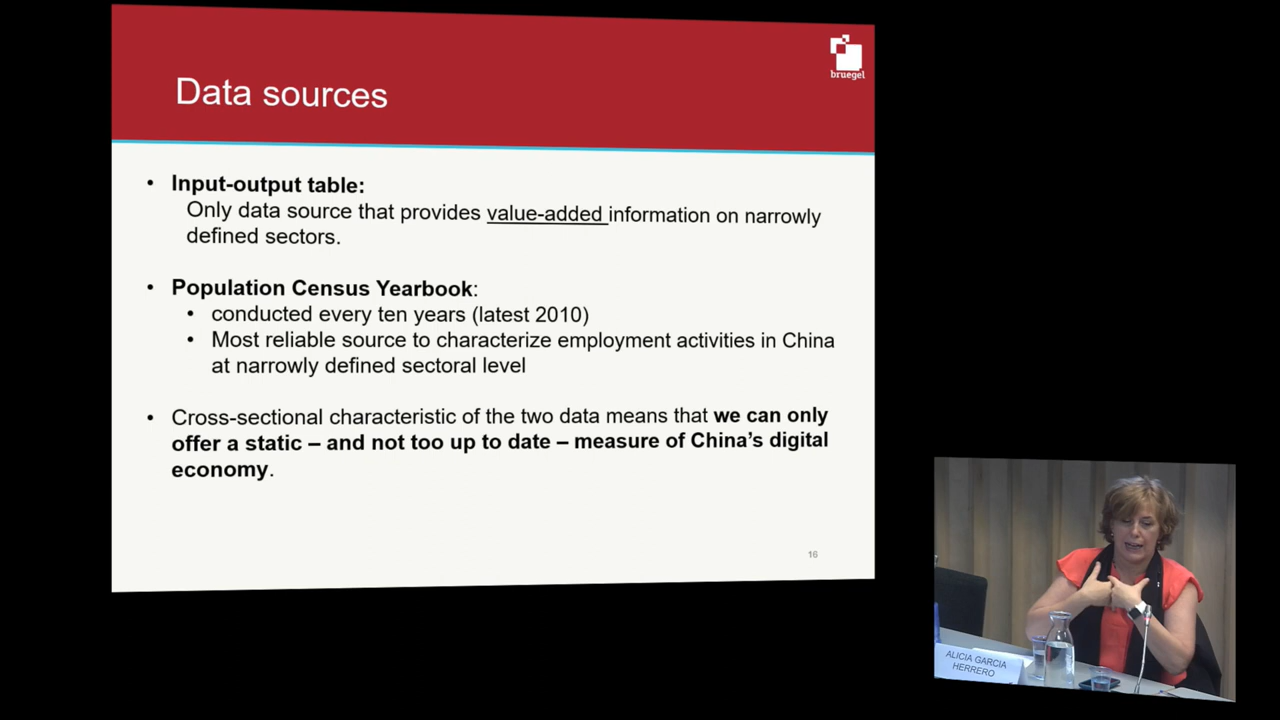 bruegel
Data sources
• Input-output table:
Only data source that provides value-added information on narrowly
defined sectors.
• Population Census Yearbook:
• conducted every ten years (latest 2010)
• Most reliable source to characterize employment activities in China
at narrowly defined sectoral level
• Cross-sectional characteristic of the two data means that we can only
offer a static – and not too up to date – measure of China’s digital
economy.
16
ALICIA GARCIA
HERRERO